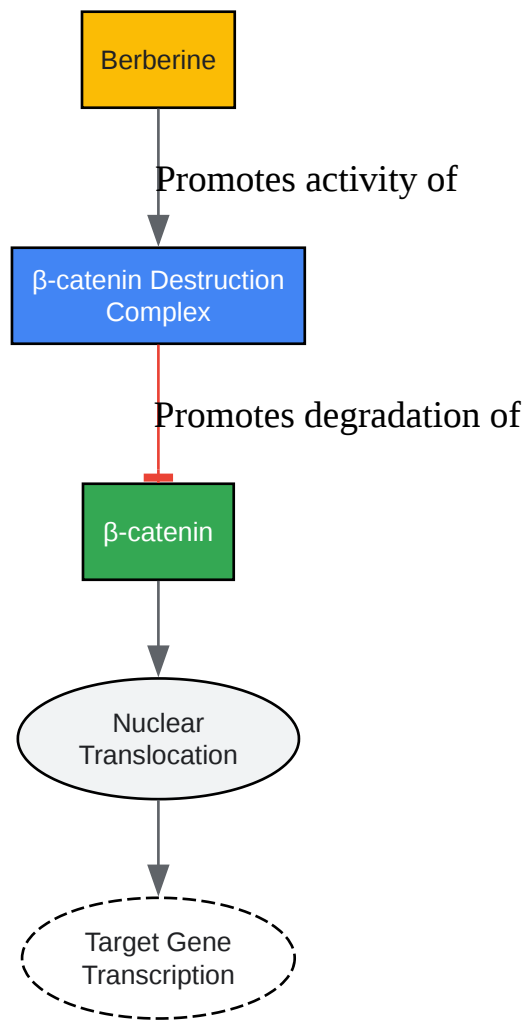 Berberine
Promotes activity of
β-catenin Destruction
Complex
Promotes degradation of
β-catenin
Nuclear
Translocation
Target Gene
Transcription